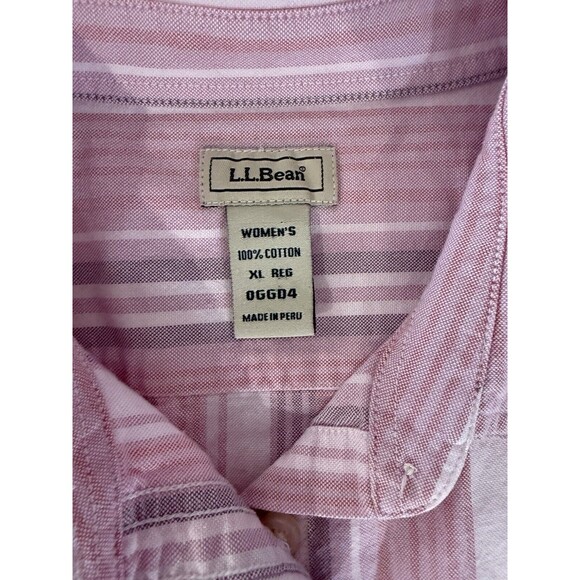 L.L.Bean®
WOMEN'S
100% COTTON
XL REG
0GGD4
MADE IN PERU